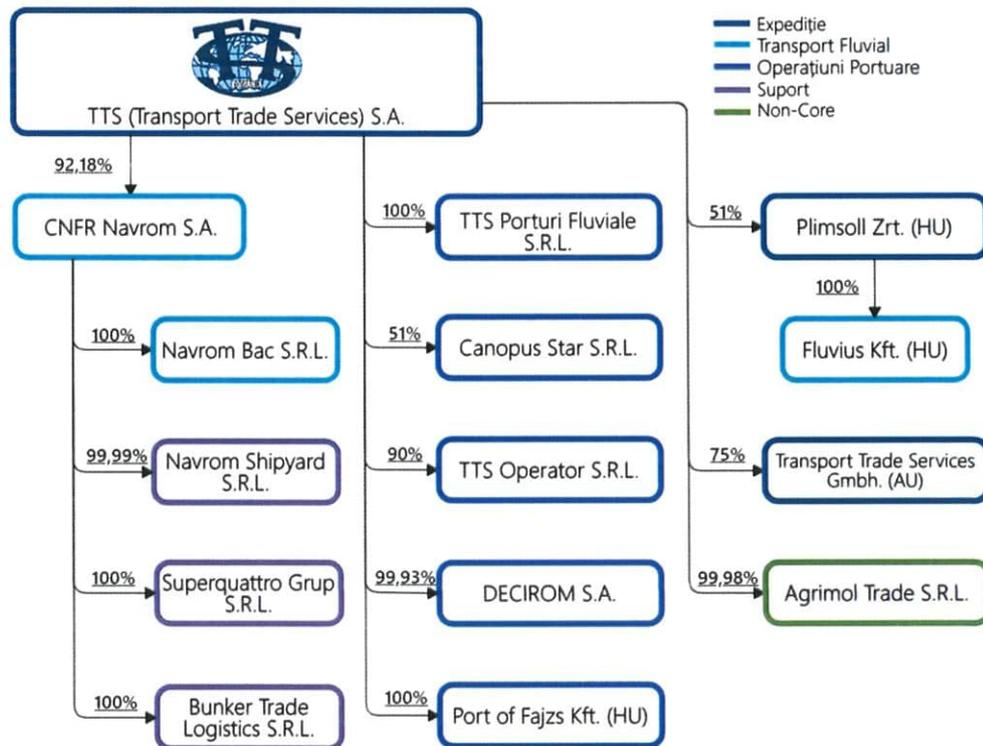 TTS (Transport Trade Services) S.A.
Expediție
Transport Fluvial
Operațiuni Portuare
Suport
Non-Core
92,18%
CNFR Navrom S.A.
100%
Navrom Bac S.R.L.
99,99%
Navrom Shipyard
S.R.L.
100%
Superquattro Grup
S.R.L.
100%
Bunker Trade
Logistics S.R.L.
100%
TTS Porturi Fluviale
S.R.L.
51%
Canopus Star S.R.L.
90%
TTS Operator S.R.L.
99,93%
DECIROM S.A.
100%
Port of Fajzs Kft. (HU)
51%
Plimsoll Zrt. (HU)
100%
Fluvius Kft. (HU)
75%
Transport Trade Services
Gmbh. (AU)
99,98%
Agrimol Trade S.R.L.